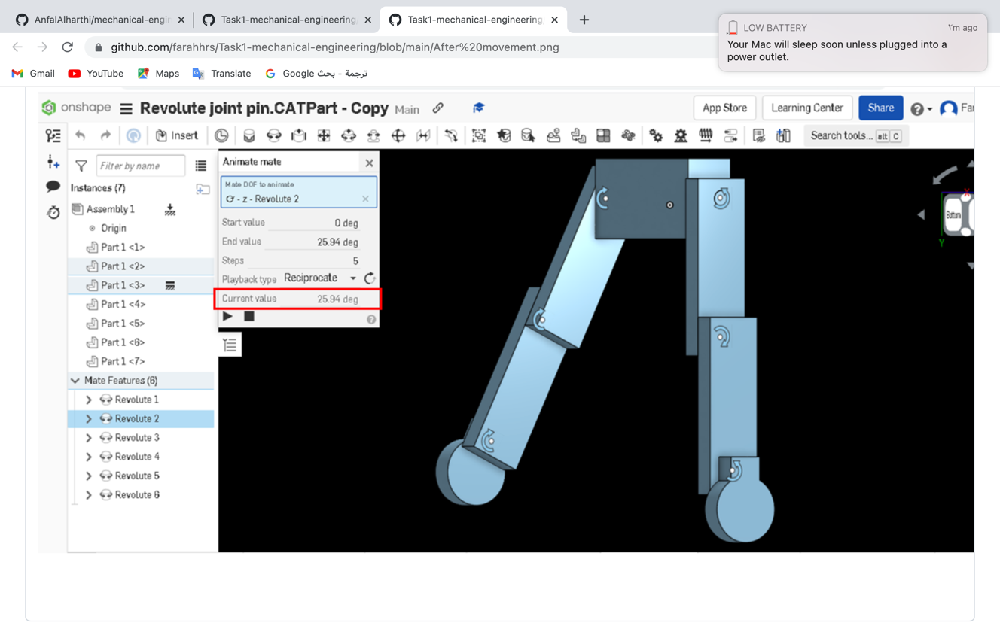 AnfalAlharthi/mechanical-engin
Task1-mechanical-engineering
Task1-mechanical-engineering
LOW BATTERY
٢m ago
Your Mac will sleep soon unless plugged into a
power outlet.
github.com/farahhrs/Task1-mechanical-engineering/blob/main/After%20movement.png
Gmail
YouTube
Maps
Translate
Google ترجمة - بحث
onshape
Revolute joint pin.CATPart - Copy Main
App Store
Learning Center
Share
Far
Insert
Search tools... alt C
Filter by name
Instances (7)
Assembly 1
Origin
Part 1 <1>
Part 1 <2>
Part 1 <3>
Part 1 <4>
Part 1 <5>
Part 1 <6>
Part 1 <7>
Mate Features (6)
Revolute 1
Revolute 2
Revolute 3
Revolute 4
Revolute 5
Revolute 6
Animate mate
Mate DOF to animate
- z - Revolute 2
Start value 0 deg
End value 25.94 deg
Steps 5
Playback type Reciprocate
Current value 25.94 deg
X
Bottom
Y